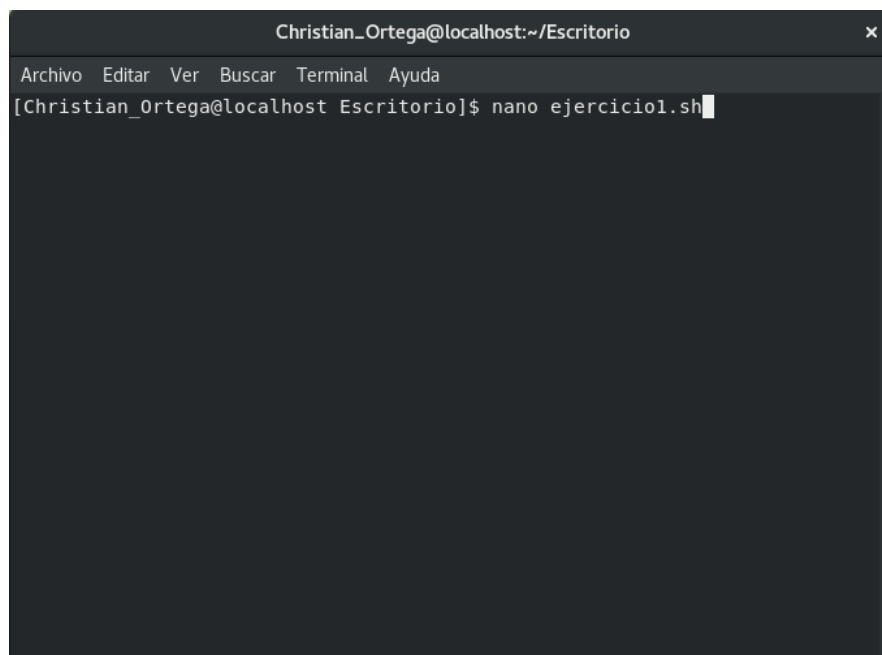 Christian_Ortega@localhost:~/Escritorio ×
Archivo Editar Ver Buscar Terminal Ayuda
[Christian_Ortega@localhost Escritorio]$ nano ejercicio1.sh